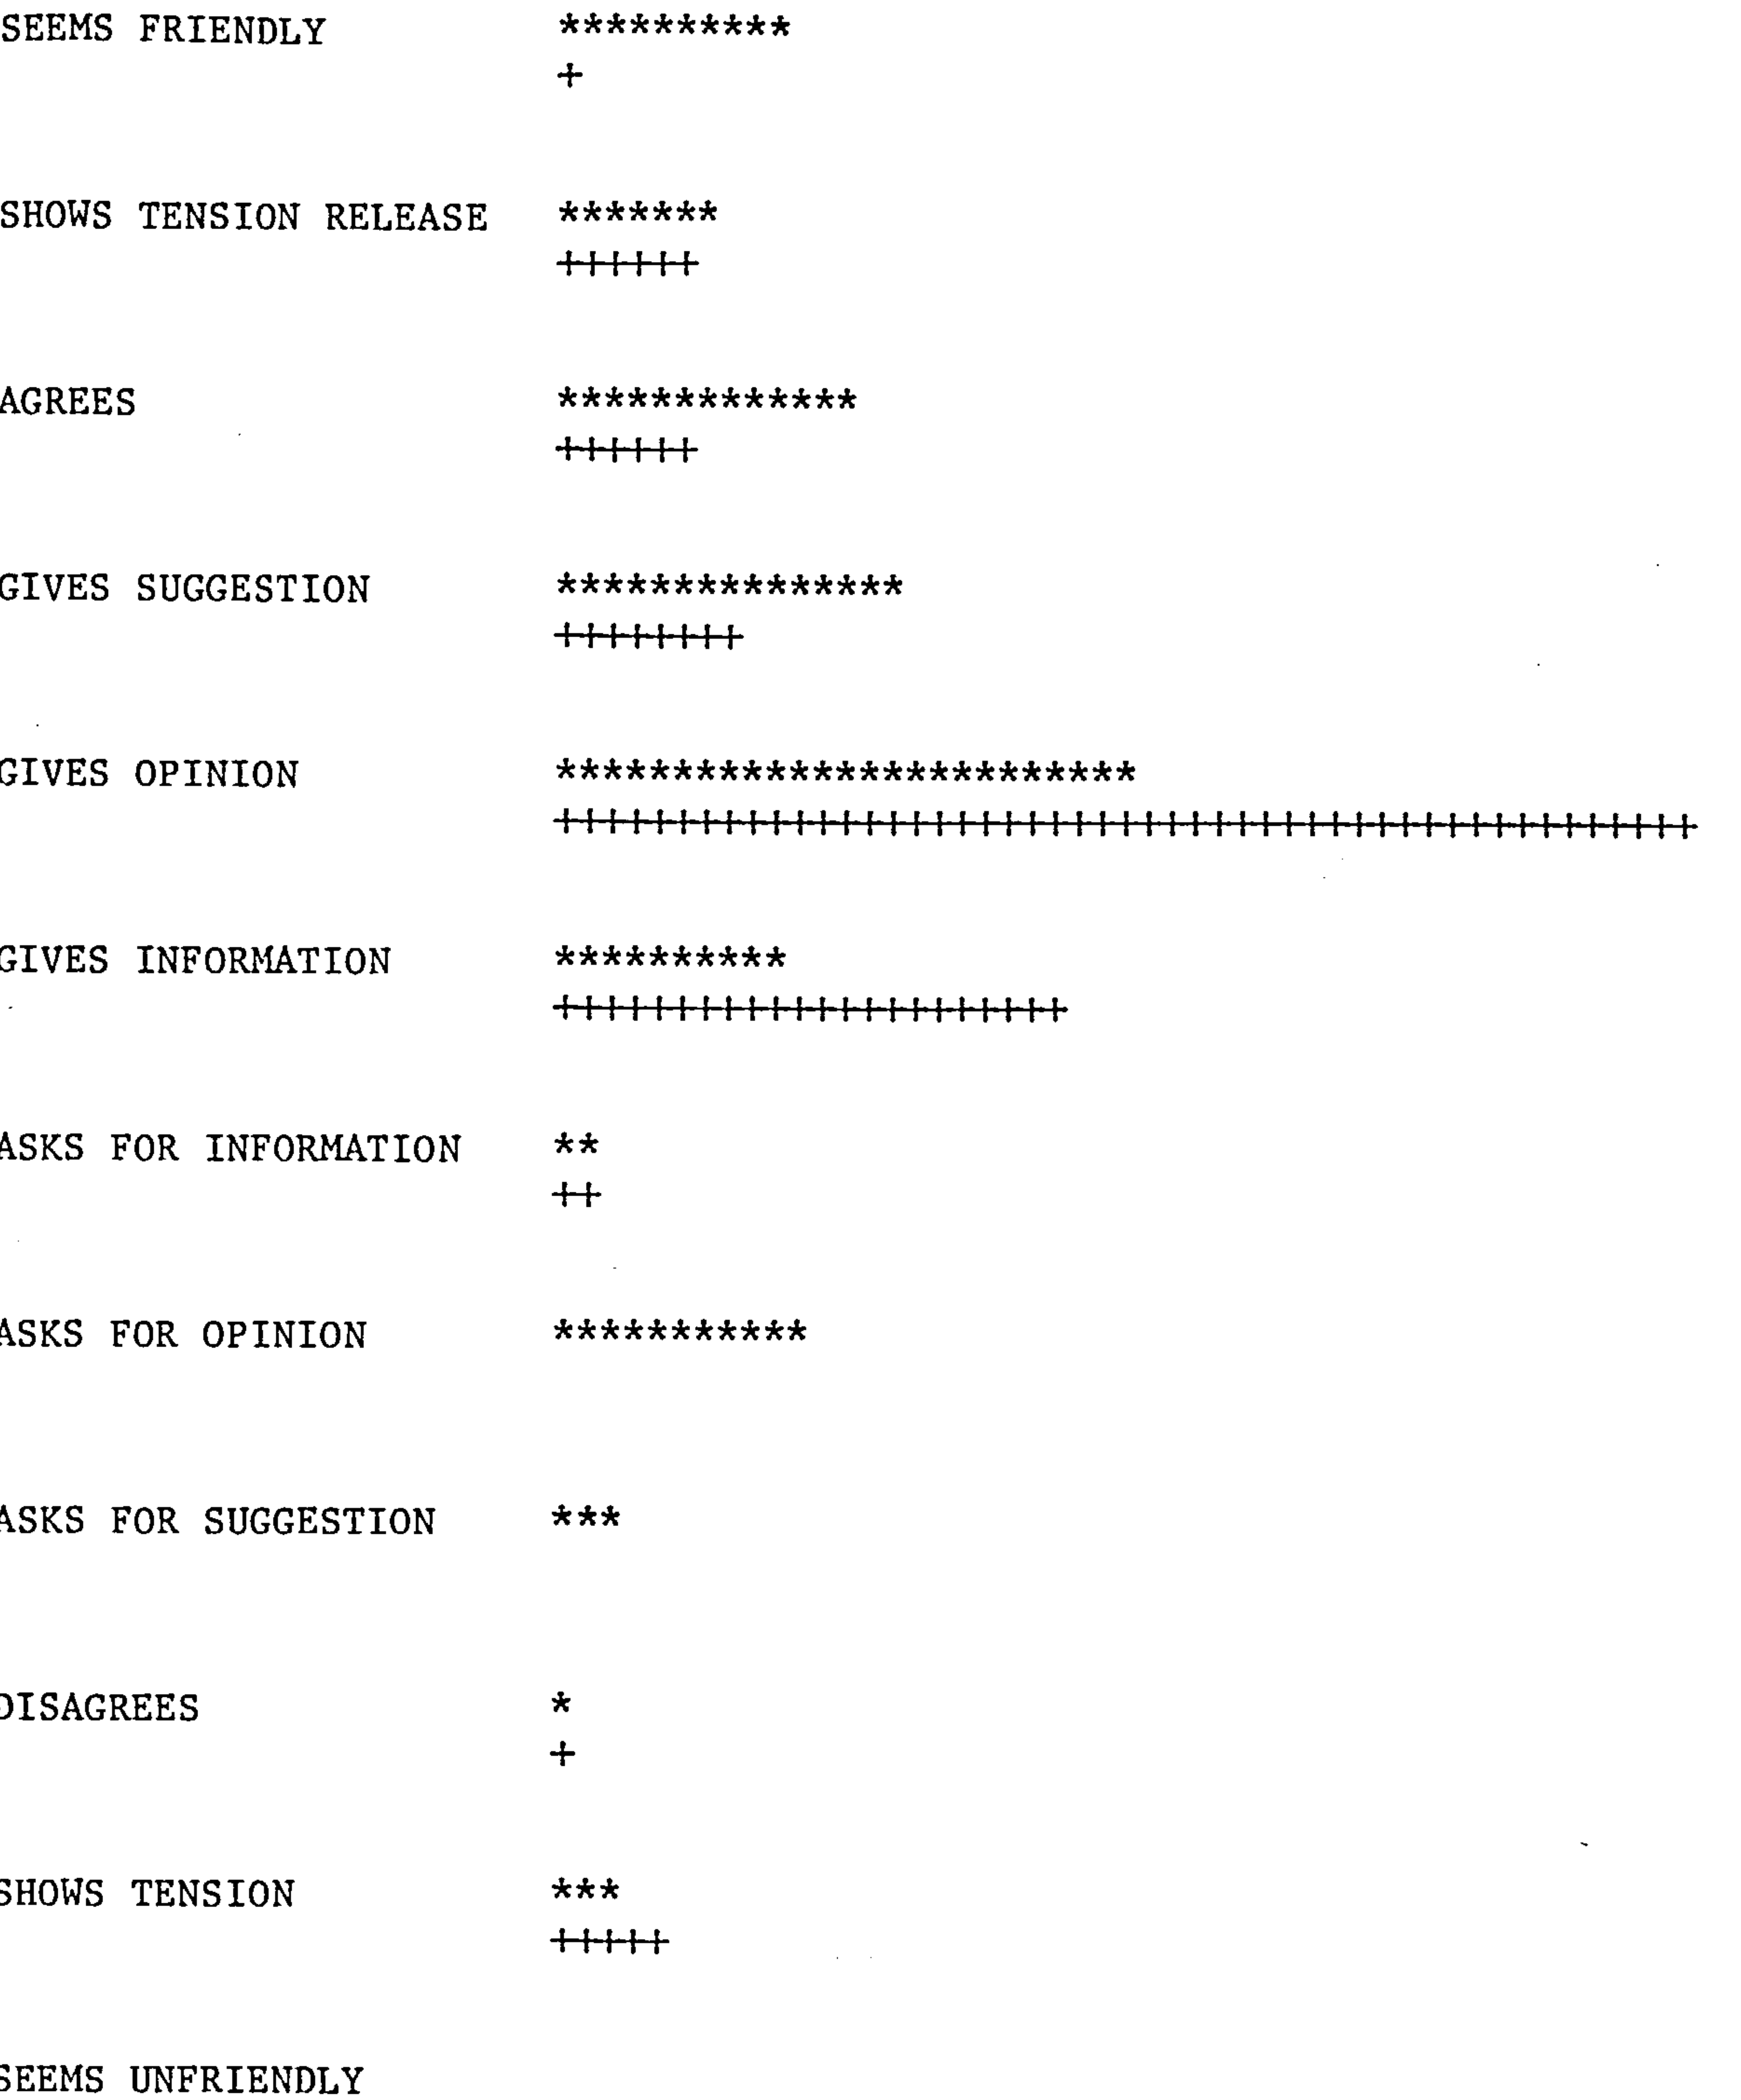 SEEMS FRIENDLY **********
+
SHOWS TENSION RELEASE *******
++++++
AGREES *************
++++++
GIVES SUGGESTION ***************
++++++++
GIVES OPINION *************************
+++++++++++++++++++++++++++++++++++++++++++++++++
GIVES INFORMATION **********
++++++++++++++++++++++
ASKS FOR INFORMATION **
++
ASKS FOR OPINION ***********
ASKS FOR SUGGESTION ***
DISAGREES *
+
SHOWS TENSION ***
+++++
SEEMS UNFRIENDLY